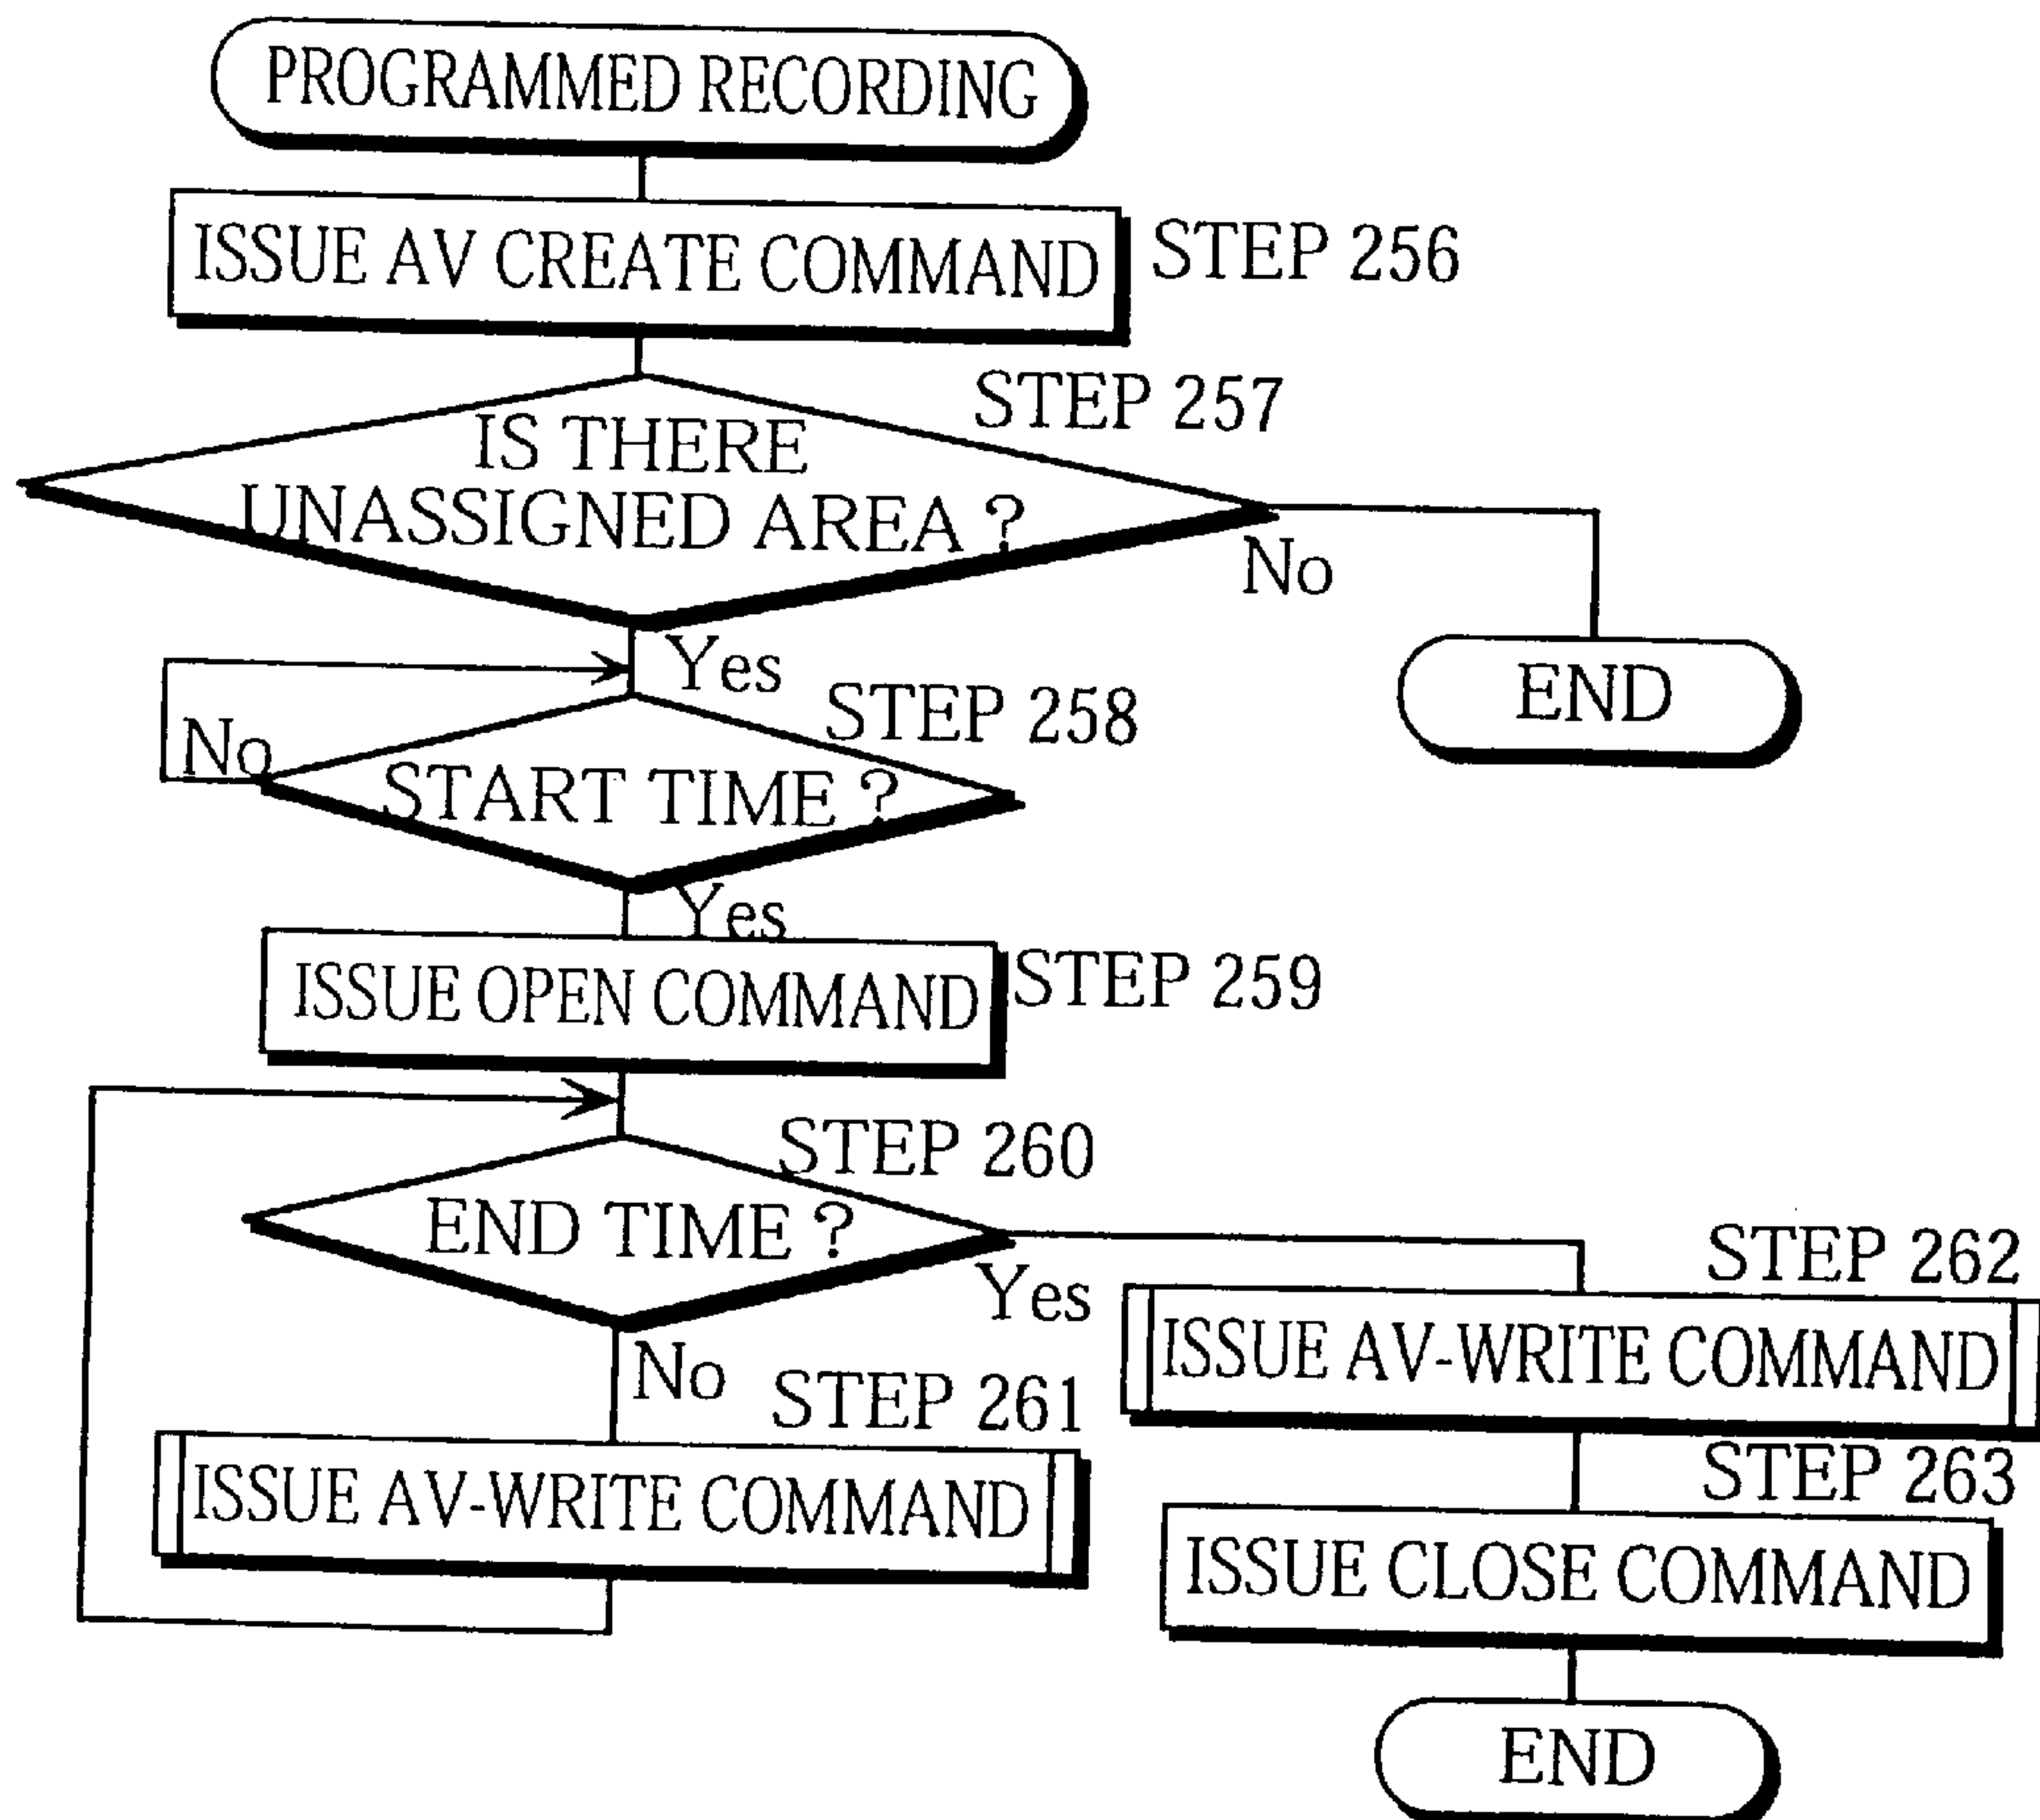 PROGRAMMED RECORDING
ISSUE AV CREATE COMMAND
STEP 256
STEP 257
IS THERE
UNASSIGNED AREA ?
No
END
Yes
STEP 258
No
START TIME ?
Yes
ISSUE OPEN COMMAND
STEP 259
STEP 260
END TIME ?
Yes
No
STEP 261
ISSUE AV-WRITE COMMAND
STEP 262
ISSUE AV-WRITE COMMAND
STEP 263
ISSUE CLOSE COMMAND
END